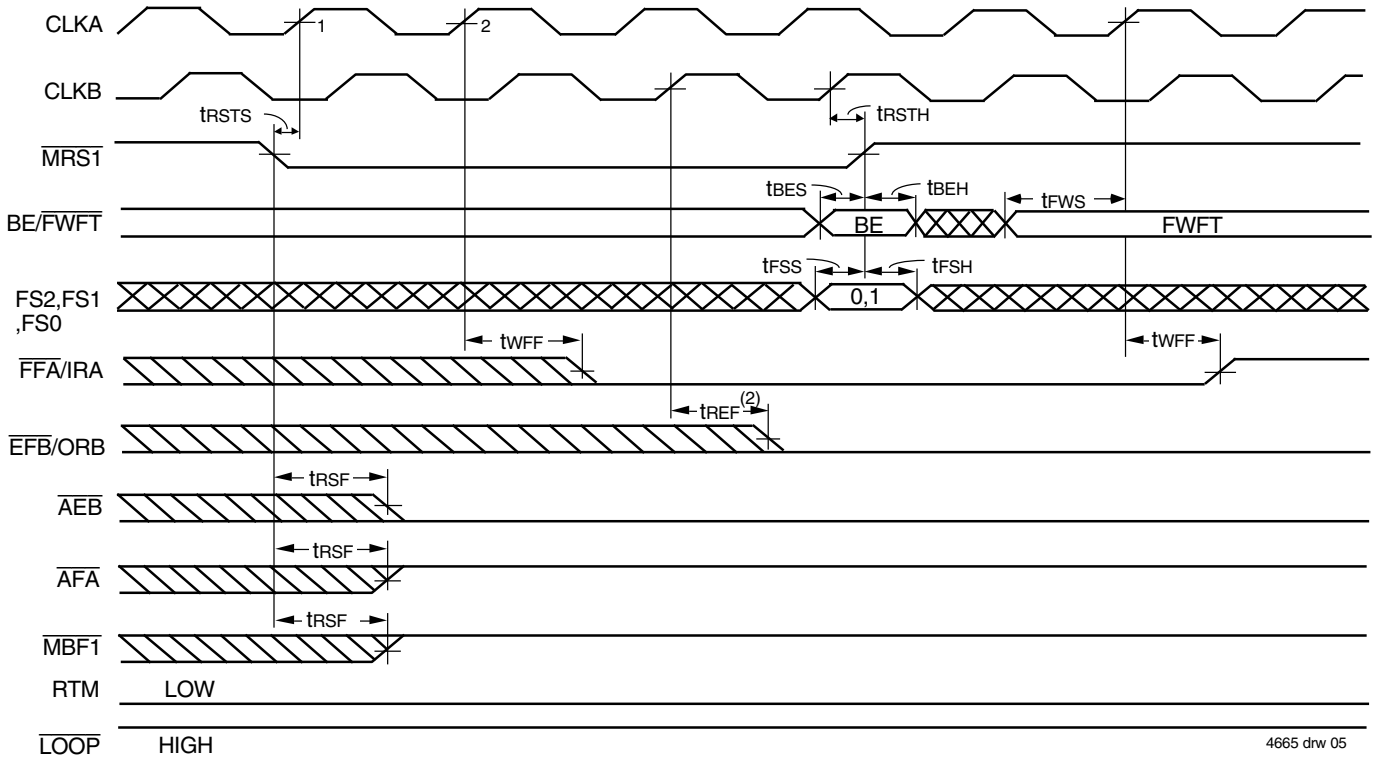 CLKA
1
2
CLKB
tRSTS
tRSTH
MRS1
tBES
tBEH
tFWS
BE/FWFT
BE
FWFT
tFSS
tFSH
FS2,FS1
,FS0
0,1
tWFF
tWFF
FFA/IRA
tREF(2)
EFB/ORB
tRSF
AEB
tRSF
AFA
tRSF
MBF1
RTM LOW
LOOP HIGH
4665 drw 05